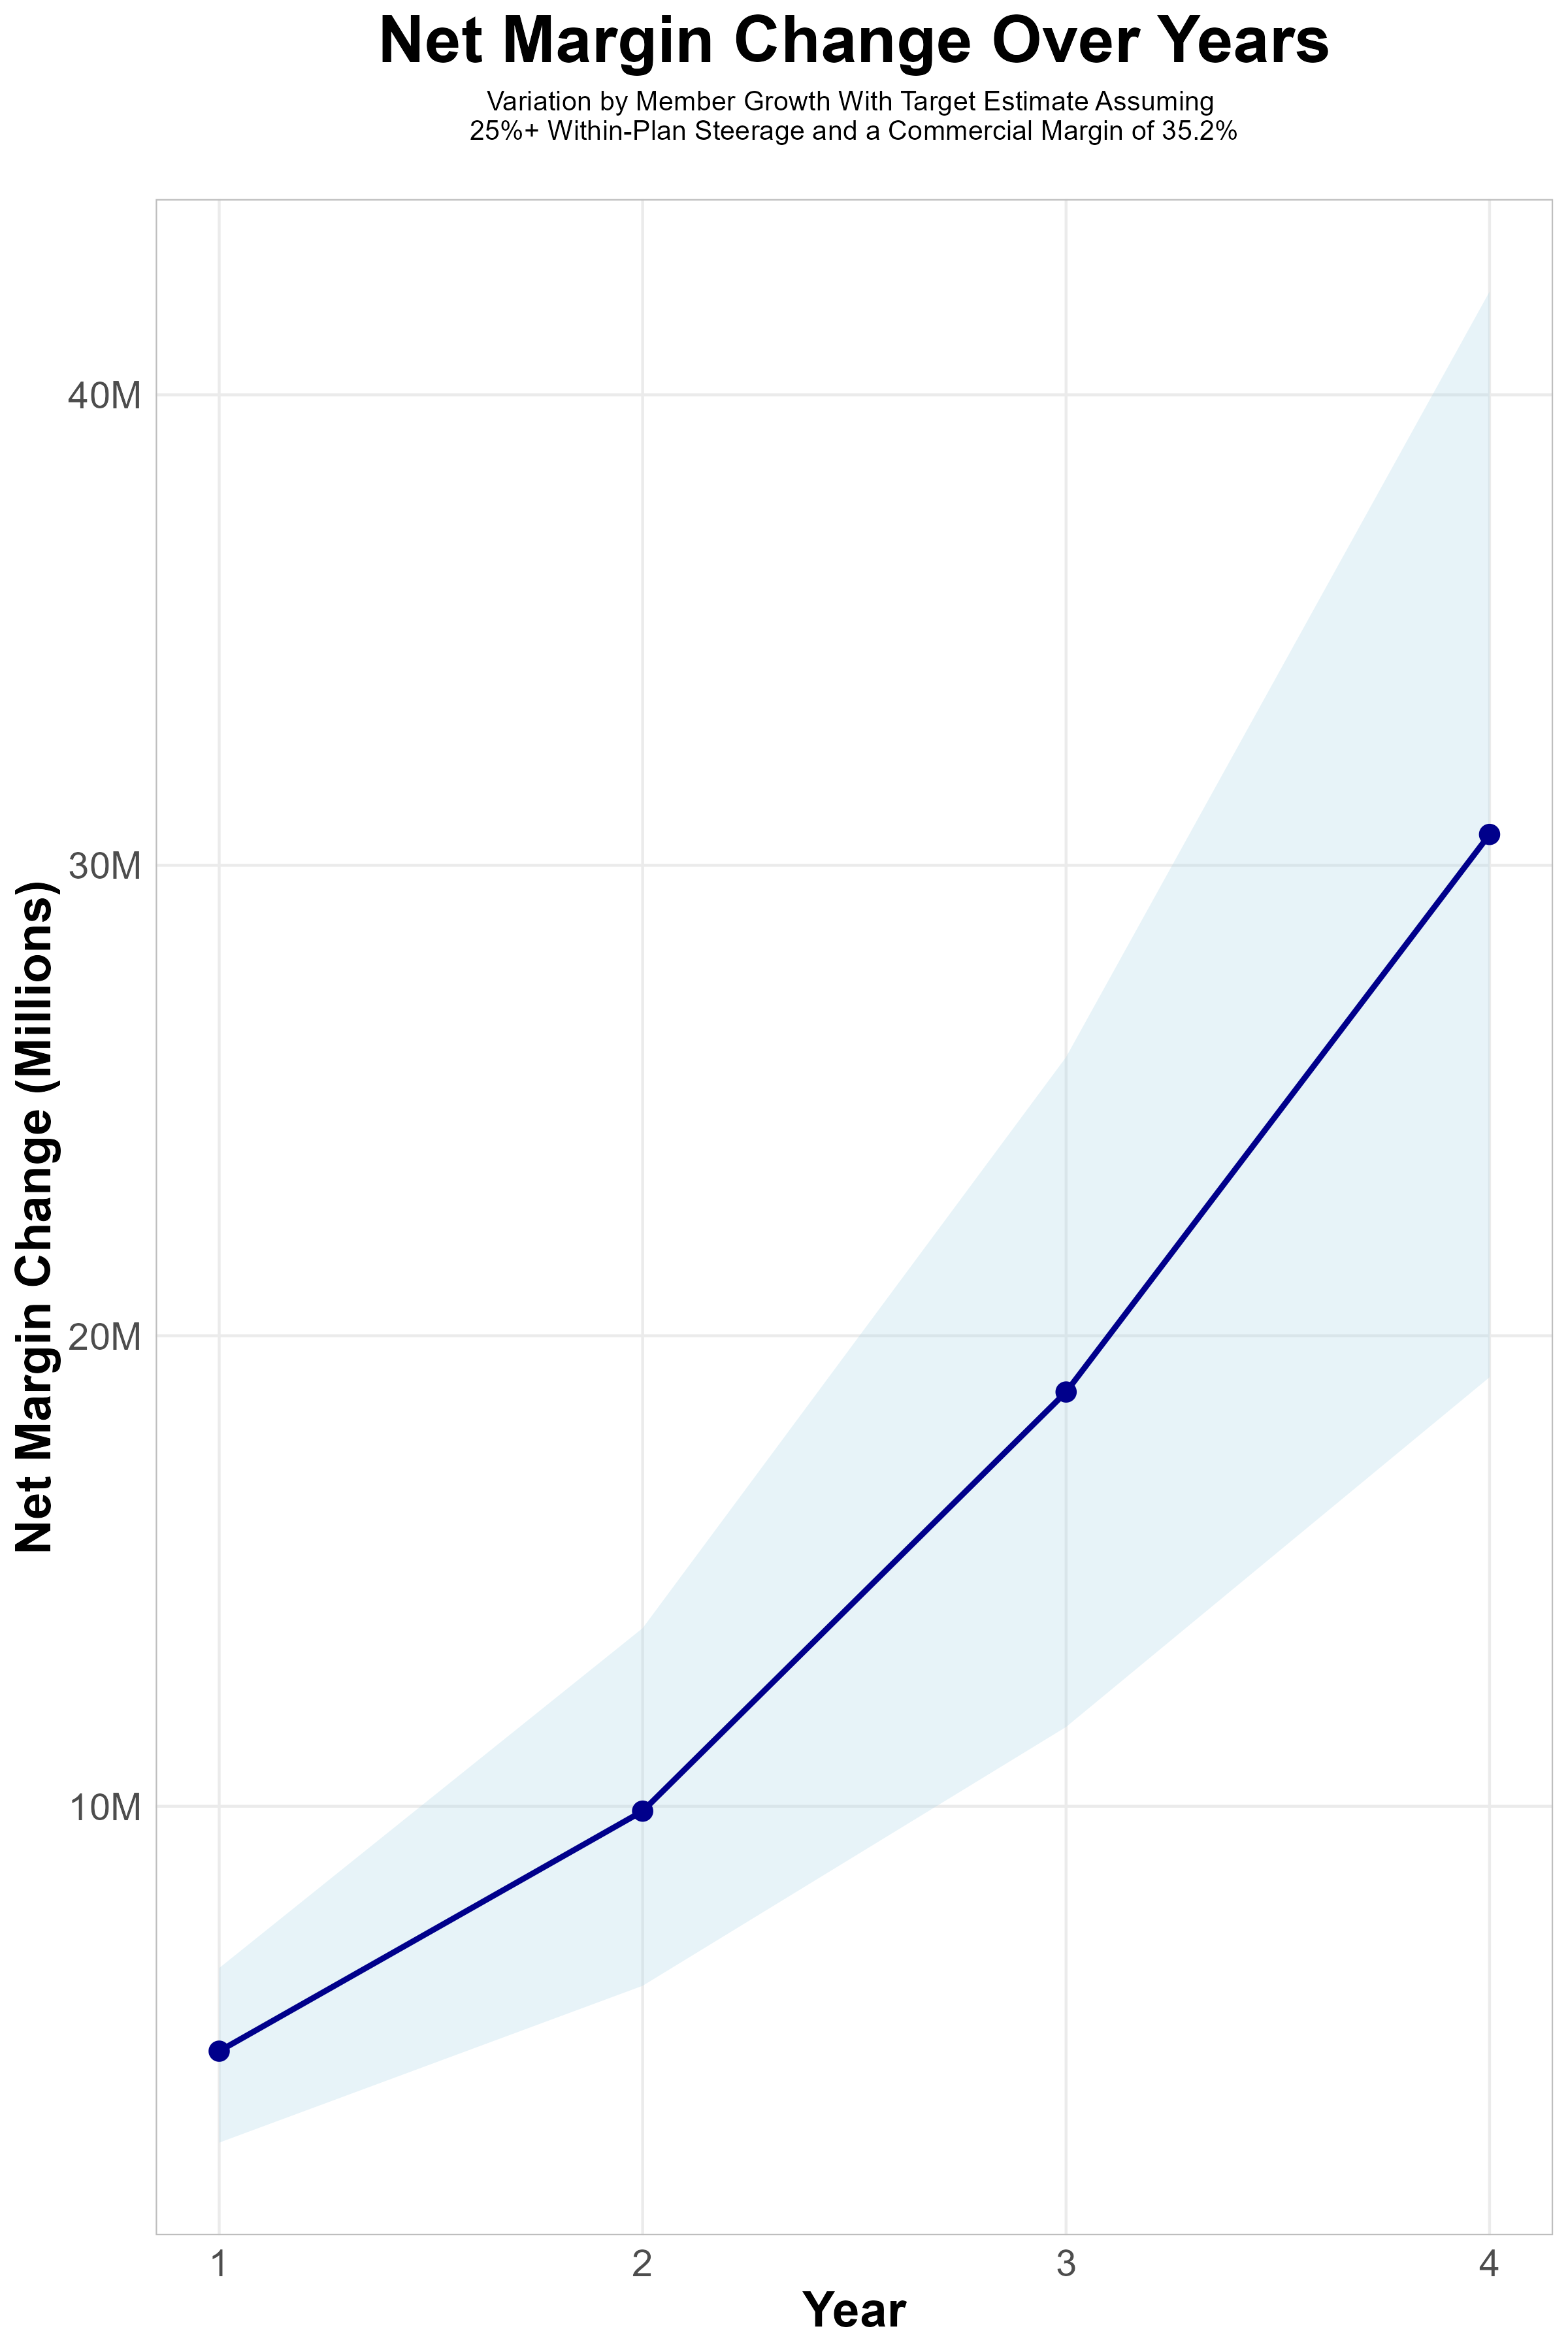 Net Margin Change Over Years
Variation by Member Growth With Target Estimate Assuming
25%+ Within-Plan Steerage and a Commercial Margin of 35.2%
Net Margin Change (Millions)
40M
30M
20M
10M
1 2 3 4
Year